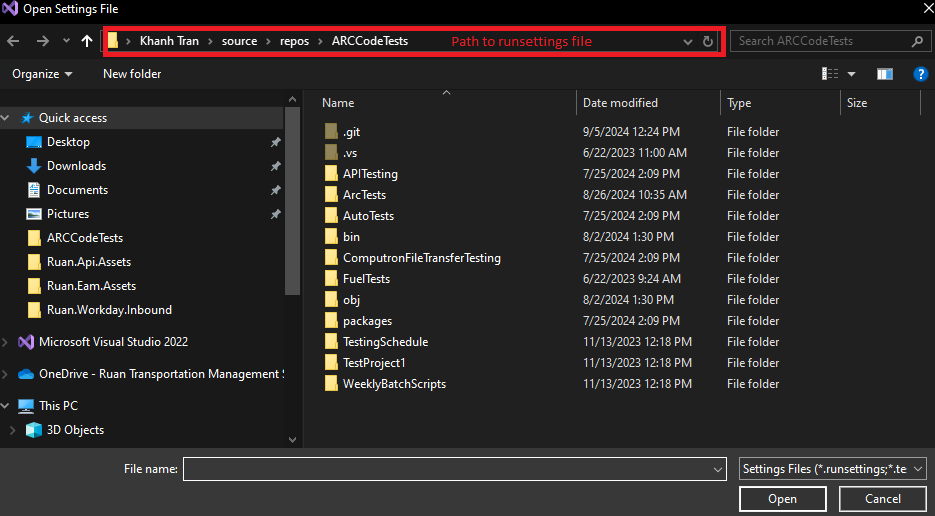 Open Settings File
Khanh Tran > source > repos > ARCCodeTests Path to runsettings file
Search ARCCodeTests
Organize New folder
Name Date modified Type Size
Quick access
Desktop
Downloads
Documents
Pictures
ARCCodeTests
Ruan.Api.Assets
Ruan.Eam.Assets
Ruan.Workday.Inbound
Microsoft Visual Studio 2022
OneDrive - Ruan Transportation Management S
This PC
3D Objects
.git 9/5/2024 12:24 PM File folder
.vs 6/22/2023 11:00 AM File folder
APITesting 7/25/2024 2:09 PM File folder
ArcTests 8/26/2024 10:35 AM File folder
AutoTests 7/25/2024 2:09 PM File folder
bin 8/2/2024 1:30 PM File folder
ComputronFileTransferTesting 7/25/2024 2:09 PM File folder
FuelTests 6/22/2023 9:24 AM File folder
obj 8/2/2024 1:30 PM File folder
packages 7/25/2024 2:09 PM File folder
TestingSchedule 11/13/2023 12:18 PM File folder
TestProject1 11/13/2023 12:18 PM File folder
WeeklyBatchScripts 11/13/2023 12:18 PM File folder
File name:
Settings Files (*.runsettings;*.te
Open Cancel